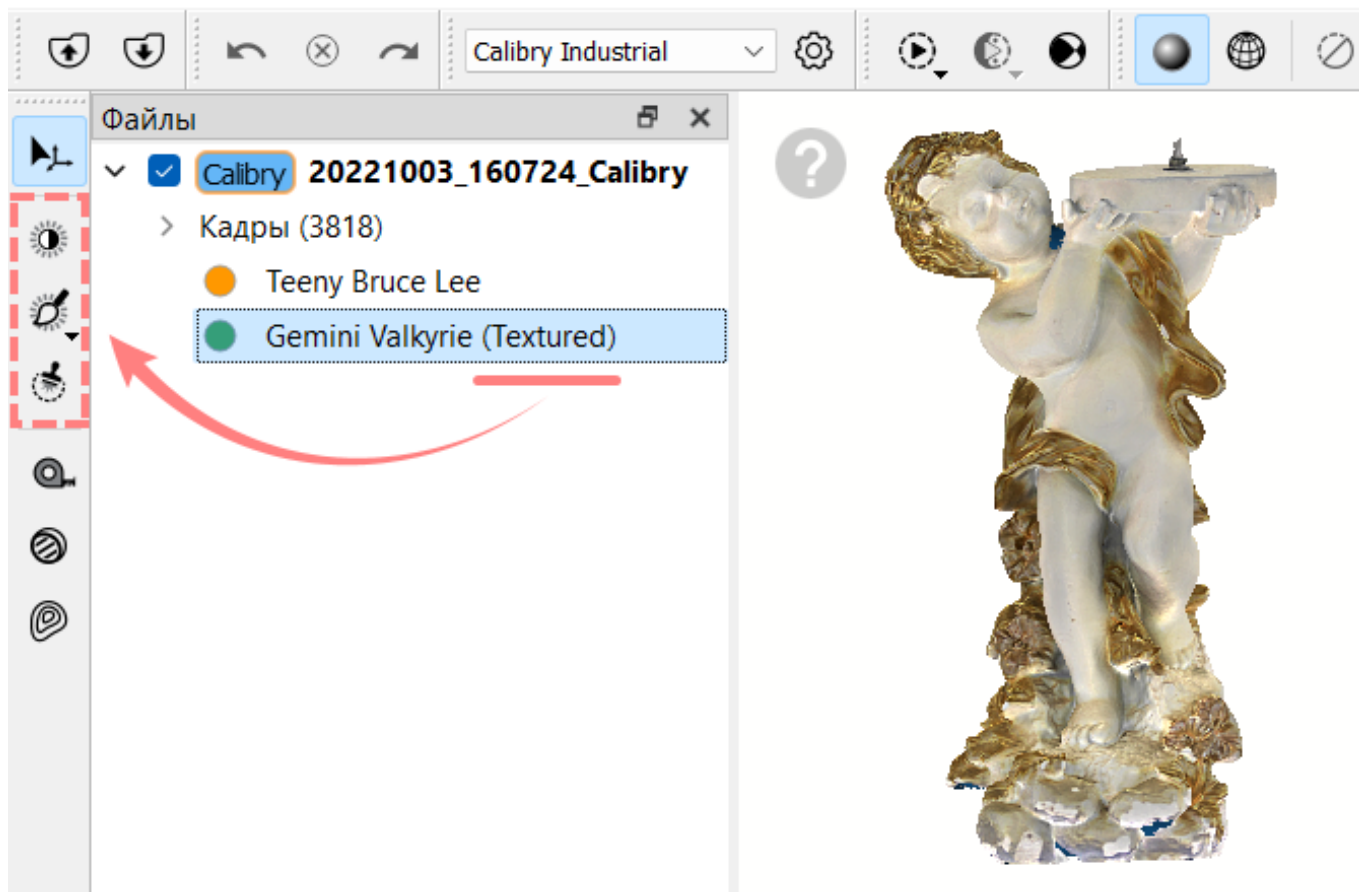 Calibry Industrial
Файлы
Calibry 20221003_160724_Calibry
Кадры (3818)
Teeny Bruce Lee
Gemini Valkyrie (Textured)
?